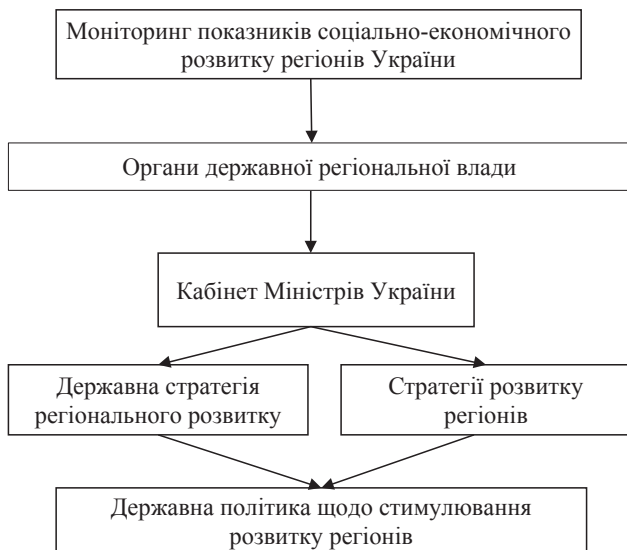 Моніторинг показників соціально-економічного
розвитку регіонів України
Органи державної регіональної влади
Кабінет Міністрів України
Державна стратегія
регіонального розвитку
Стратегії розвитку
регіонів
Державна політика щодо стимулювання
розвитку регіонів